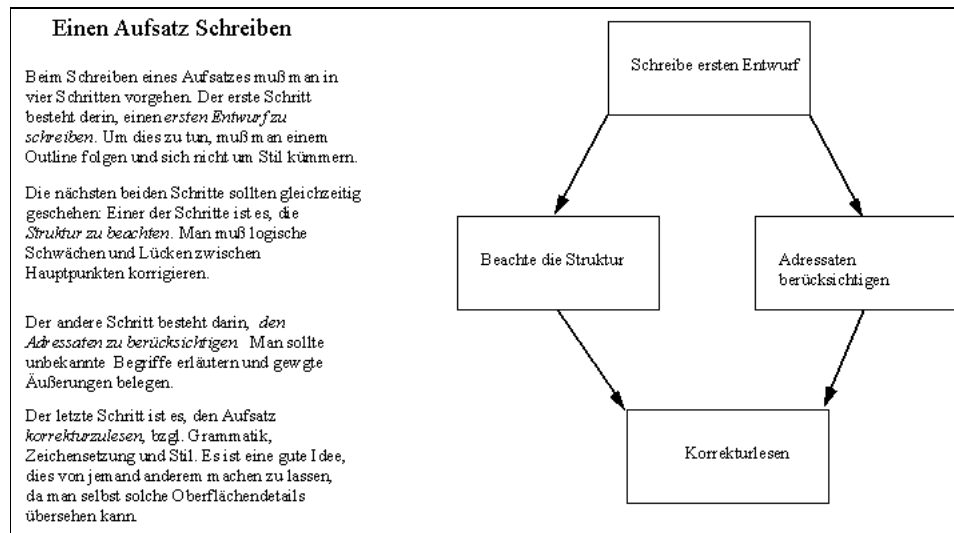 Einen Aufsatz Schreiben
Beim Schreiben eines Aufsatzes muß man in
vier Schritten vorgehen. Der erste Schritt
besteht derin, einen ersten Entwurf zu
schreiben. Um dies zu tun, muß man einem
Outline folgen und sich nicht um Stil kümmern.
Die nächsten beiden Schritte sollten gleichzeitig
geschehen: Einer der Schritte ist es, die
Struktur zu beachten. Man muß logische
Schwächen und Lücken zwischen
Hauptpunkten korrigieren.
Der andere Schritt besteht darin, den
Adressaten zu berücksichtigen. Man sollte
unbekannte Begriffe erläutern und gewgte
Äußerungen belegen.
Der letzte Schritt ist es, den Aufsatz
korrekturzulesen, bzgl. Grammatik,
Zeichensetzung und Stil. Es ist eine gute Idee,
dies von jemand anderem machen zu lassen,
da man selbst solche Oberflächendetails
übersehen kann.
Schreibe ersten Entwurf
Beachte die Struktur
Adressaten
berücksichtigen
Korrekturlesen